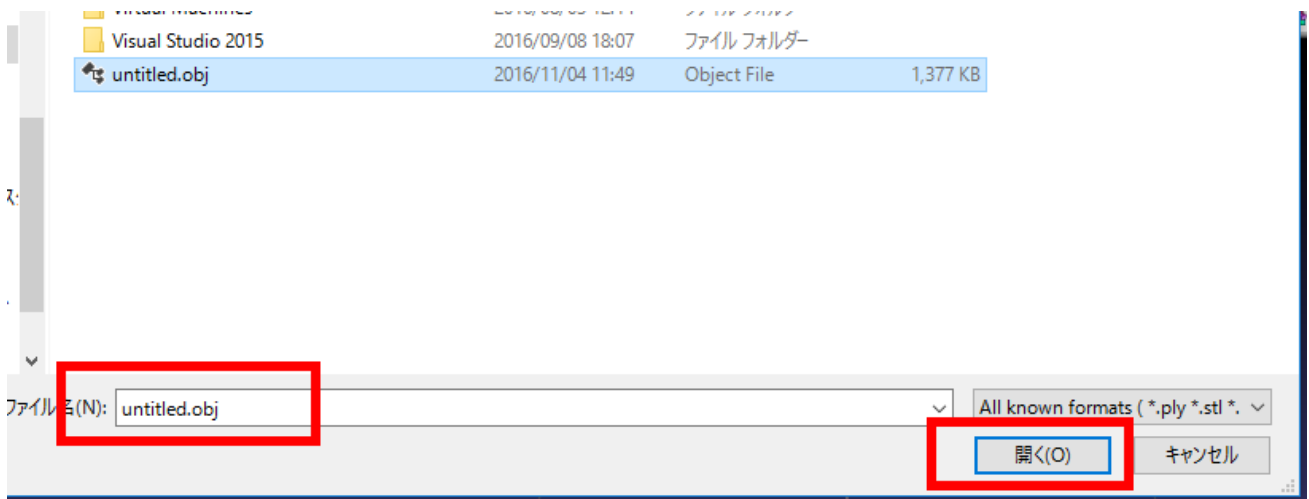 Visual Studio 2015 2016/09/08 18:07 ファイル フォルダー
untitled.obj 2016/11/04 11:49 Object File 1,377 KB
ファイル名(N): untitled.obj All known formats ( *.ply *.stl *.
開く(O) キャンセル